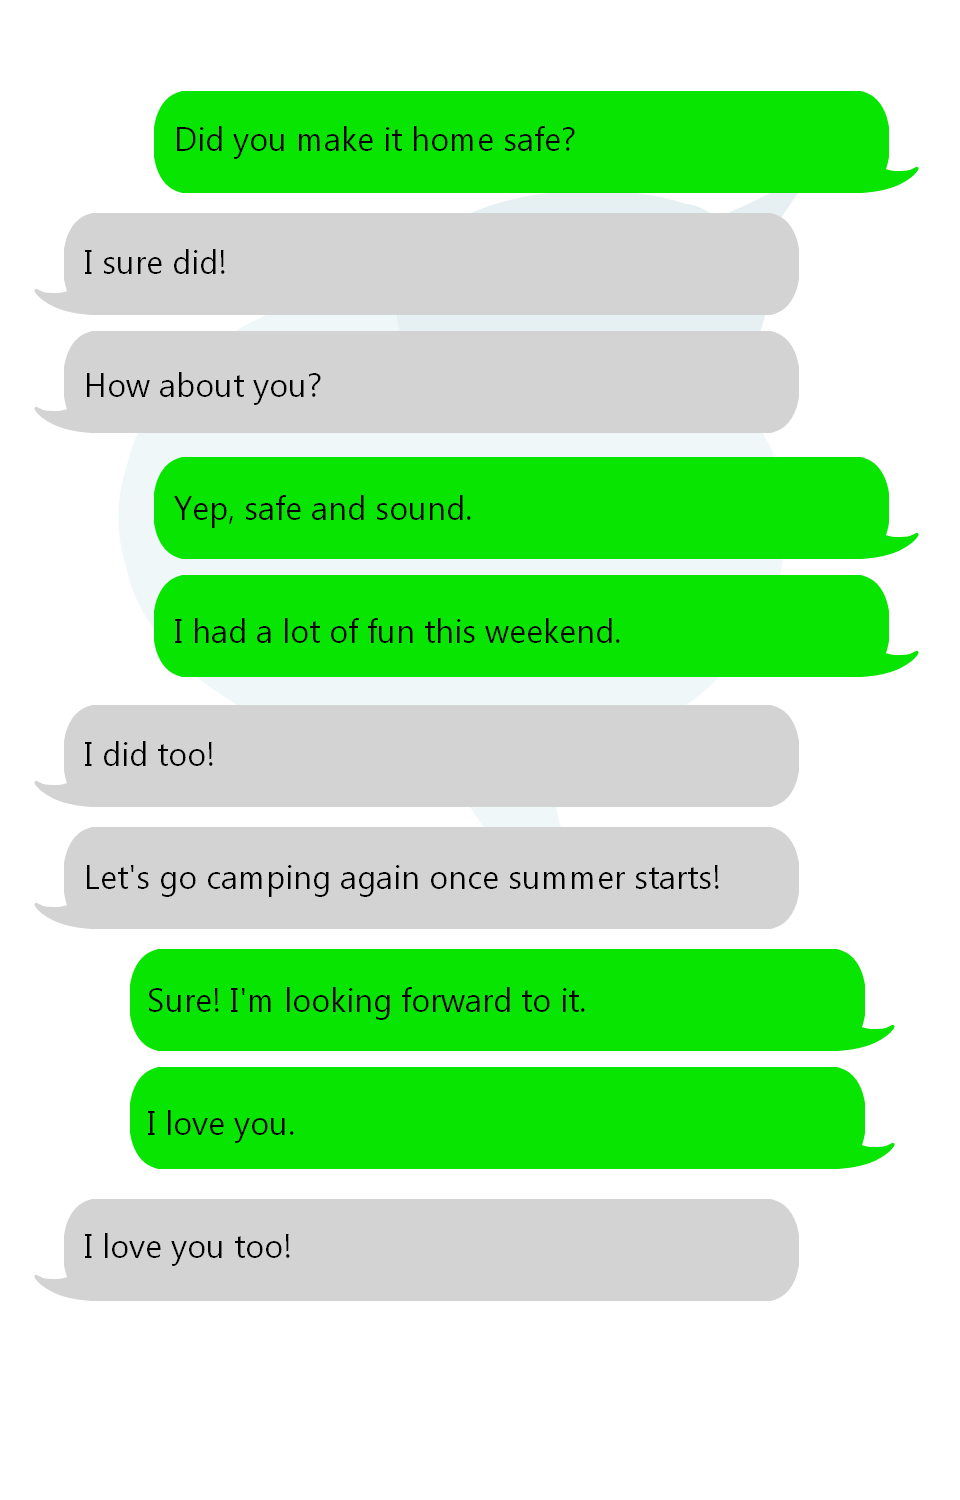 Did you make it home safe?
I sure did!
How about you?
Yep, safe and sound.
I had a lot of fun this weekend.
I did too!
Let's go camping again once summer starts!
Sure! I'm looking forward to it.
I love you.
I love you too!